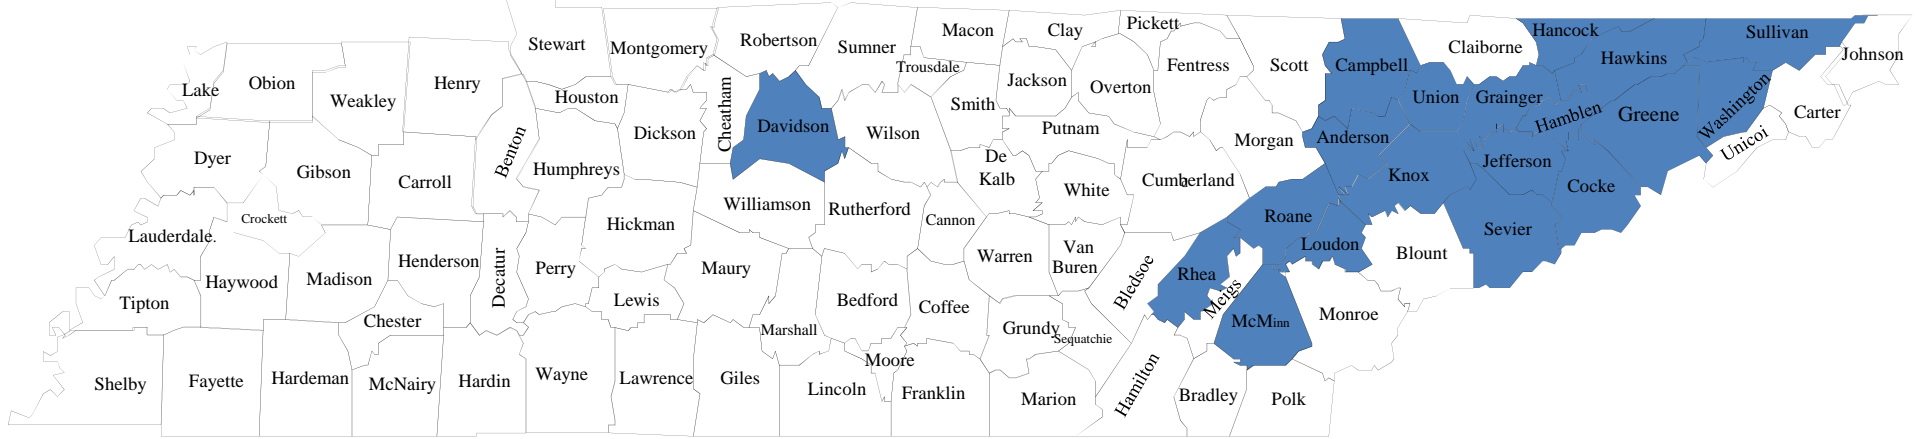 Pickett
Macon
Clay
Hancock
Sullivan
Stewart
Montgomery
Robertson
Sumner
Claiborne
Johnson
Trousdale
Fentress
Scott
Campbell
Hawkins
Lake
Obion
Weakley
Henry
Houston
Cheatham
Smith
Jackson
Overton
Union
Grainger
Hamblen
Greene
Washington
Carter
Unicoi
Dickson
Davidson
Wilson
Putnam
Morgan
Anderson
Dyer
Gibson
Carroll
Benton
Humphreys
De
Kalb
White
Cumberland
Knox
Jefferson
Cocke
Crockett
Lauderdale.
Hickman
Williamson
Rutherford
Cannon
Roane
Loudon
Sevier
Blount
Haywood
Madison
Henderson
Decatur
Perry
Maury
Warren
Van
Buren
Bledsoe
Rhea
Meigs
Tipton
Chester
Lewis
Marshall
Bedford
Coffee
Grundy
Sequatchie
McMinn
Monroe
Shelby
Fayette
Hardeman
McNairy
Hardin
Wayne
Lawrence
Giles
Lincoln
Moore
Franklin
Marion
Hamilton
Bradley
Polk